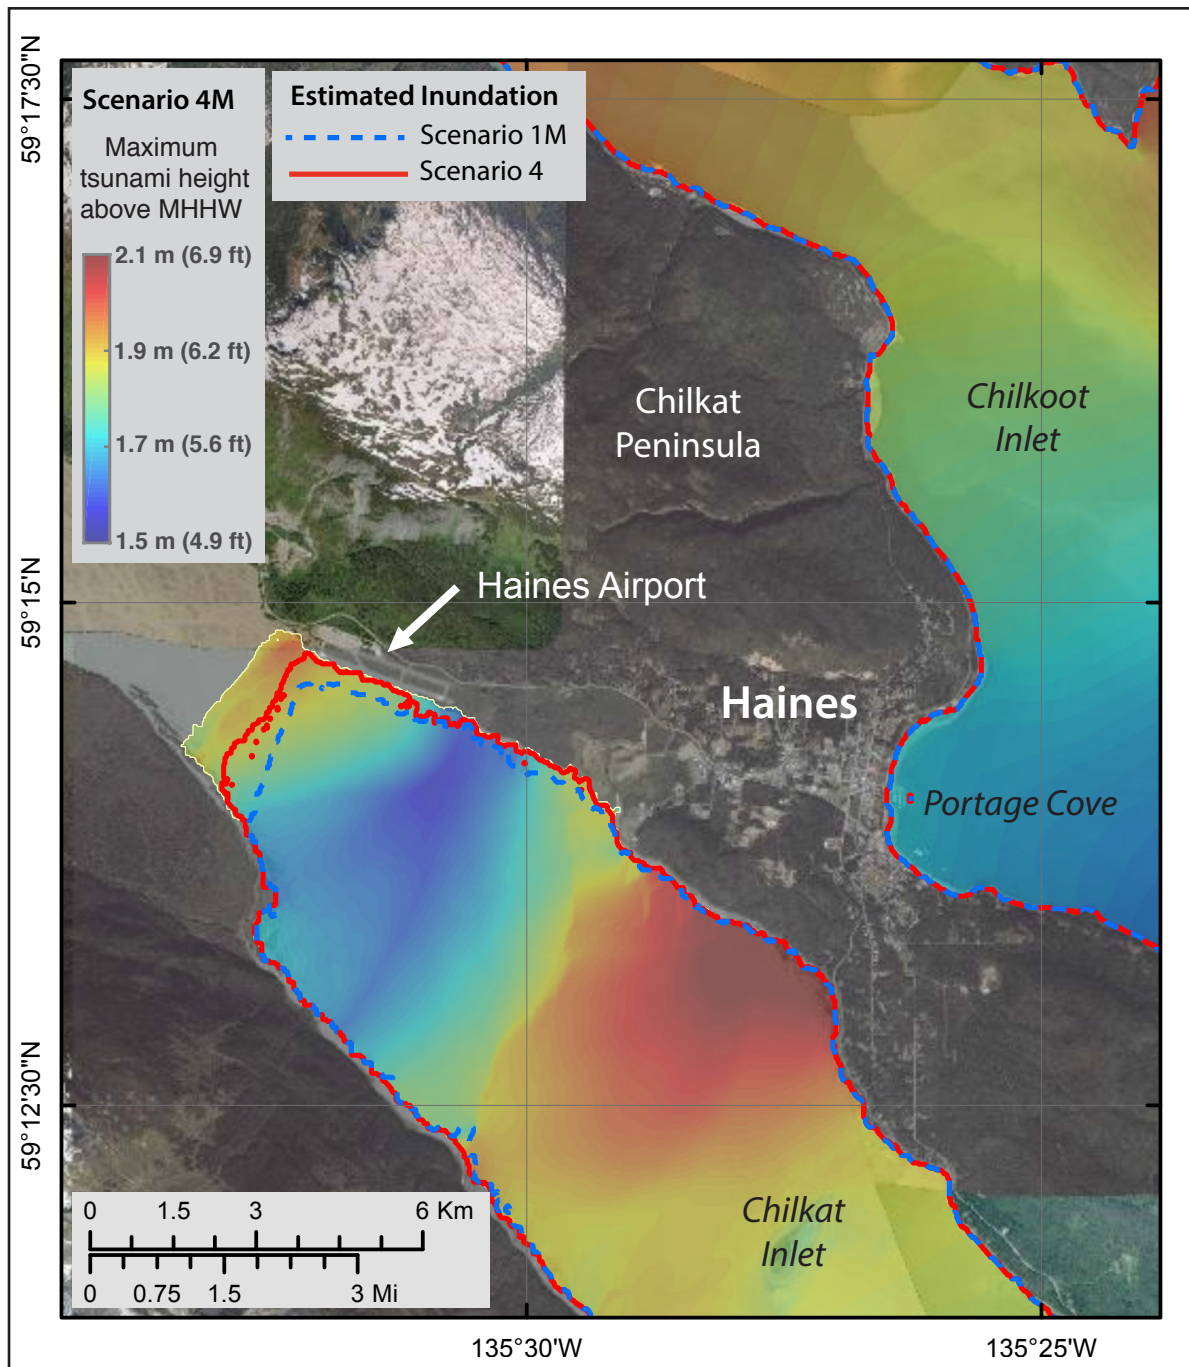 59°17'30"N
59°15'N
59°12'30"N
Scenario 4M
Maximum
tsunami height
above MHHW
2.1 m (6.9 ft)
1.9 m (6.2 ft)
1.7 m (5.6 ft)
1.5 m (4.9 ft)
Estimated Inundation
Scenario 1M
Scenario 4
Chilkat
Peninsula
Chilkoot
Inlet
Haines Airport
Haines
Portage Cove
Chilkat
Inlet
0 1.5 3 6 Km
0 0.75 1.5 3 Mi
135°30'W
135°25'W